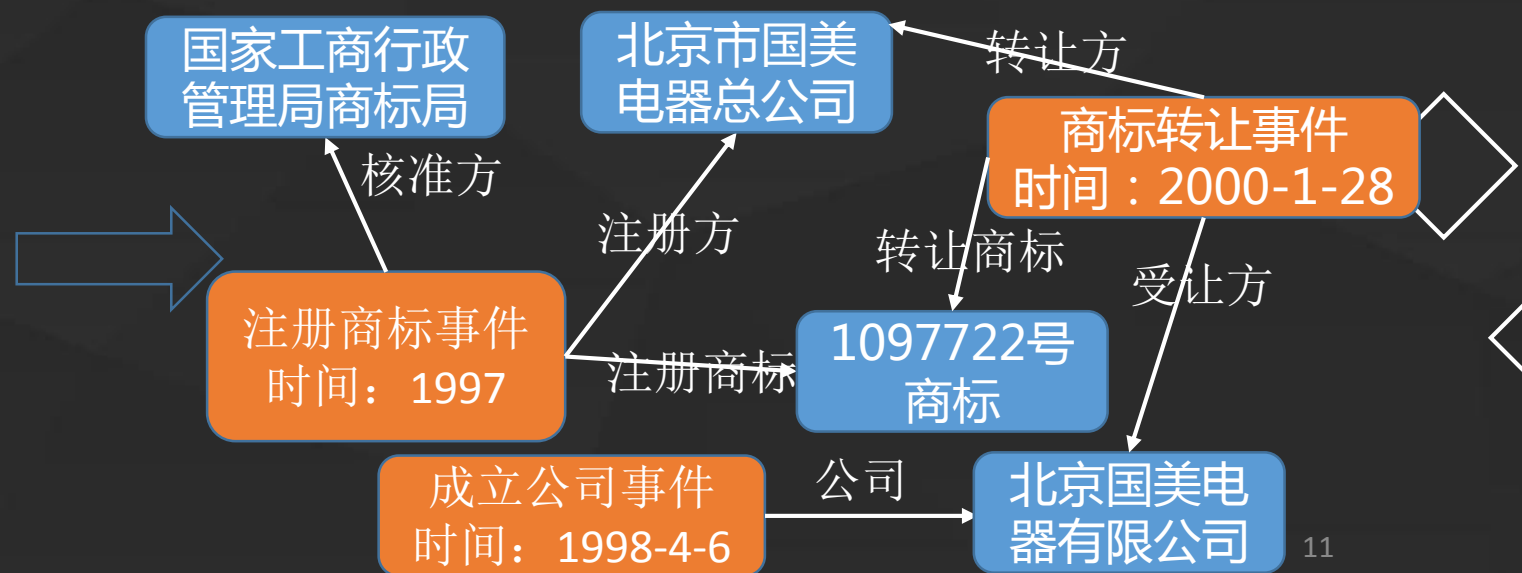 国家工商行政
管理局商标局
北京市国美
电器总公司
转让方
商标转让事件
时间：2000-1-28
核准方
注册方
转让商标
受让方
注册商标事件
时间：1997
注册商标
1097722号
商标
成立公司事件
时间：1998-4-6
公司
北京国美电
器有限公司
11